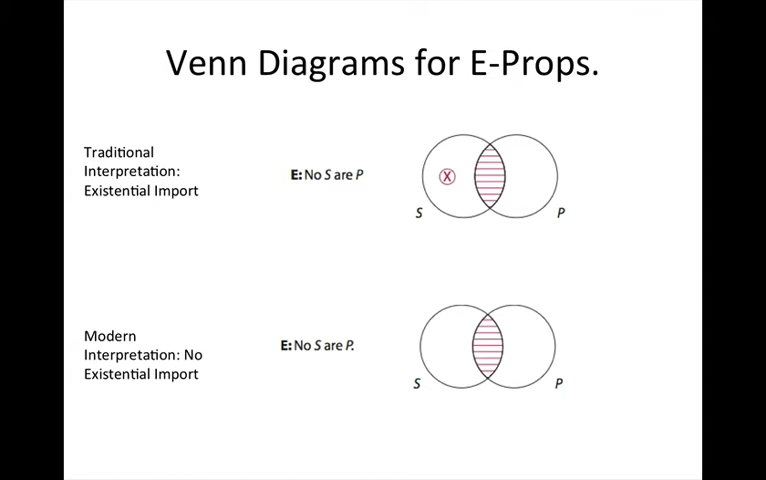 Venn Diagrams for E-Props.
Traditional
Interpretation:
Existential Import
E: No S are P
X
S
P
Modern
Interpretation: No
Existential Import
E: No S are P.
S
P